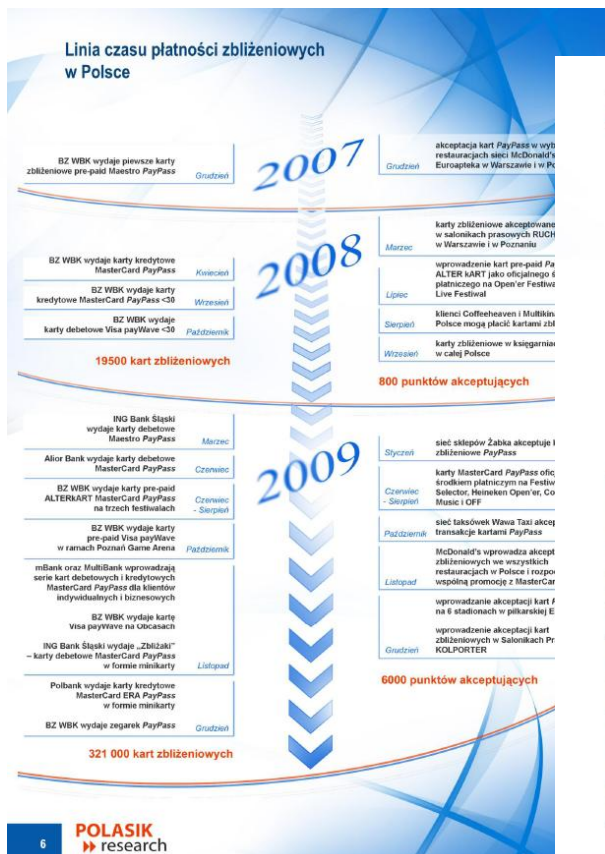 Linia czasu płatności zbliżeniowych
w Polsce
2007
BZ WBK wydaje piewsze karty
zbliżeniowe pre-paid Maestro PayPass
Grudzień
akceptacja kart PayPass w
restauracjach sieci McDonald's
Euroapteka w Warszawie i w
Grudzień
2008
BZ WBK wydaje karty kredytowe
MasterCard PayPass
Kwiecień
BZ WBK wydaje karty
kredytowe MasterCard PayPass <30
Wrzesień
BZ WBK wydaje
karty debetowe Visa payWave <30
Październik
19500 kart zbliżeniowych
karty zbliżeniowe akceptowane
w salonikach prasowych RUCH
w Warszawie i w Poznaniu
Marzec
wprowadzenie kart pre-paid
ALTER kART jako oficjalnego
płatniczego na Open'er
Live Festiwal
Lipiec
klienci Coffeeheaven i
Polsce mogą płacić kartami
Sierpień
karty zbliżeniowe w
w całej Polsce
Wrzesień
800 punktów akceptujących
2009
ING Bank Śląski
wydaje karty debetowe
Maestro PayPass
Marzec
Alior Bank wydaje karty debetowe
MasterCard PayPass
Czerwiec
BZ WBK wydaje karty pre-paid
ALTERkART MasterCard PayPass
na trzech festiwalach
Czerwiec
- Sierpień
BZ WBK wydaje karty
pre-paid Visa payWave
w ramach Poznań Game Arena
Październik
mBank oraz MultiBank wprowadzają
serie kart debetowych i kredytowych
MasterCard PayPass dla klientów
indywidualnych i biznesowych
BZ WBK wydaje kartę
Visa payWave na Obcasach
ING Bank Śląski wydaje „Zbliżaki”
– karty debetowe MasterCard PayPass
w formie minikarty
Listopad
Polbank wydaje karty kredytowe
MasterCard ERA PayPass
w formie minikarty
BZ WBK wydaje zegarek PayPass
Grudzień
321 000 kart zbliżeniowych
sieć sklepów Żabka akceptuje
zbliżeniowe PayPass
Styczeń
karty MasterCard PayPass
środkiem płatniczym na
Selector, Heineken Open'er,
Music i OFF
Czerwiec
- Sierpień
sieć taksówek Wawa Taxi
transakcje kartami PayPass
Październik
McDonald's wprowadza
zbliżeniowych we wszystkich
restauracjach w Polsce i
wspólną promocję z
Listopad
wprowadzanie akceptacji kart
na 6 stadionach w piłkarskiej
wprowadzenie akceptacji kart
zbliżeniowych w Salonikach
KOLPORTER
Grudzień
6000 punktów akceptujących
6
POLASIK
research